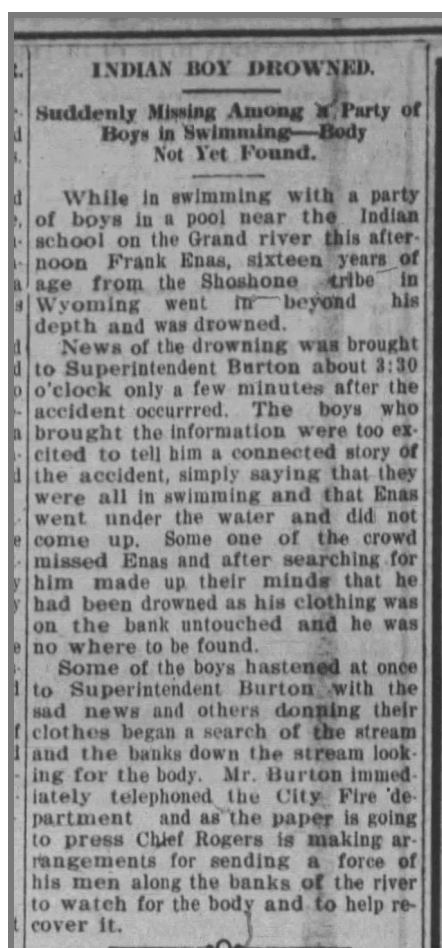 INDIAN BOY DROWNED.
Suddenly Missing Among a Party of
Boys in Swimming—Body
Not Yet Found.
While in swimming with a party
of boys in a pool near the Indian
school on the Grand river this after-
noon Frank Enas, sixteen years of
age from the Shoshone tribe in
Wyoming went in beyond his
depth and was drowned.
News of the drowning was brought
to Superintendent Burton about 3:30
o'clock only a few minutes after the
accident occurrred. The boys who
brought the information were too ex-
cited to tell him a connected story of
the accident, simply saying that they
were all in swimming and that Enas
went under the water and did not
come up. Some one of the crowd
missed Enas and after searching for
him made up their minds that he
had been drowned as his clothing was
on the bank untouched and he was
no where to be found.
Some of the boys hastened at once
to Superintendent Burton with the
sad news and others donning their
clothes began a search of the stream
and the banks down the stream look-
ing for the body. Mr. Burton immed-
iately telephoned the City Fire de-
partment and as the paper is going
to press Chief Rogers is making ar-
rangements for sending a force of
his men along the banks of the river
to watch for the body and to help re-
cover it.